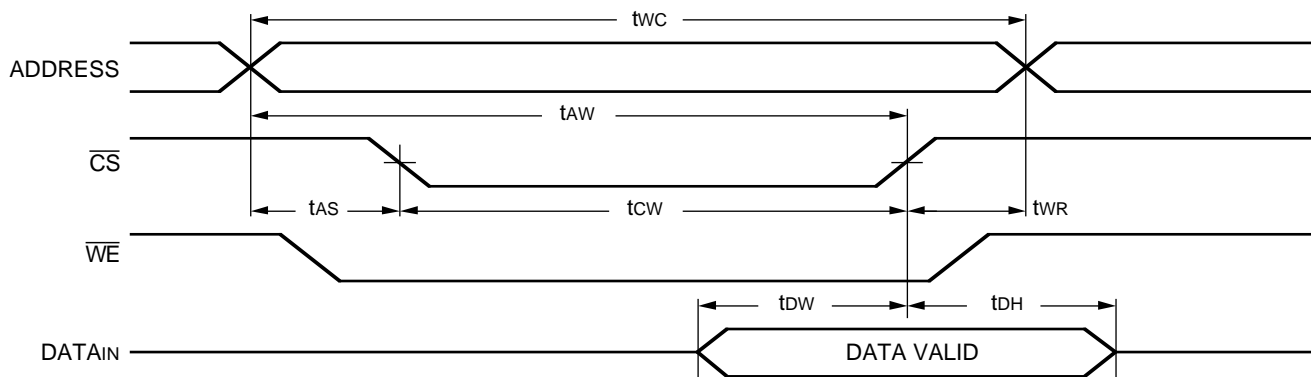 tWC
ADDRESS
tAW
CS
tAS
tCW
tWR
WE
tDW
tDH
DATAIN
DATA VALID